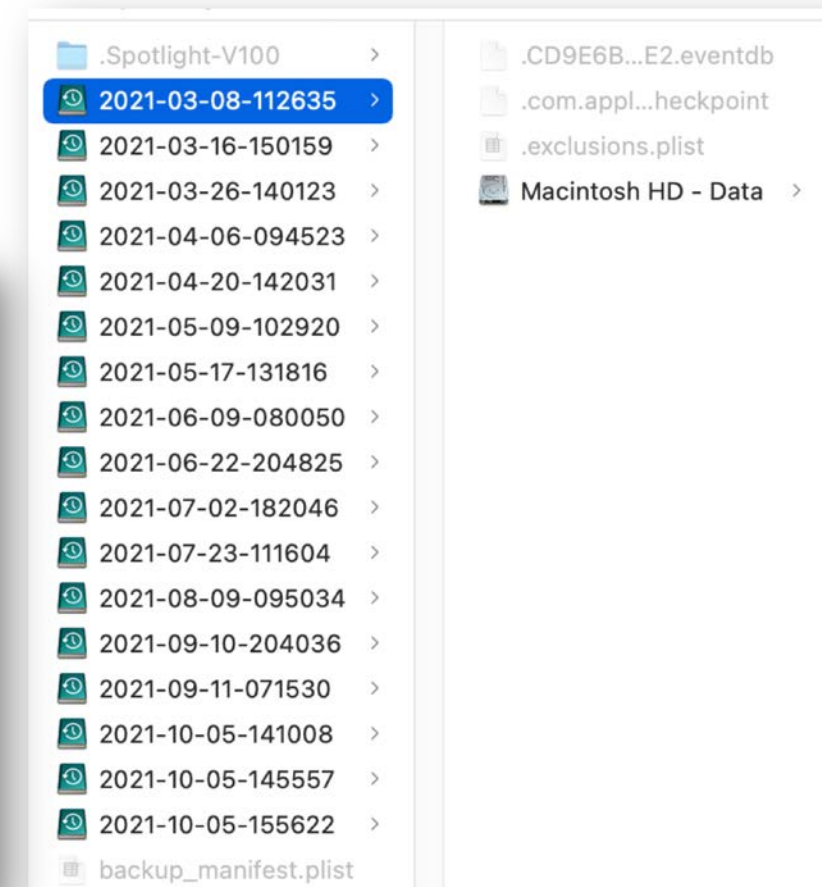 .Spotlight-V100
2021-03-08-112635
2021-03-16-150159
2021-03-26-140123
2021-04-06-094523
2021-04-20-142031
2021-05-09-102920
2021-05-17-131816
2021-06-09-080050
2021-06-22-204825
2021-07-02-182046
2021-07-23-111604
2021-08-09-095034
2021-09-10-204036
2021-09-11-071530
2021-10-05-141008
2021-10-05-145557
2021-10-05-155622
backup_manifest.plist
.CD9E6B...E2.eventdb
.com.appl...heckpoint
.exclusions.plist
Macintosh HD - Data